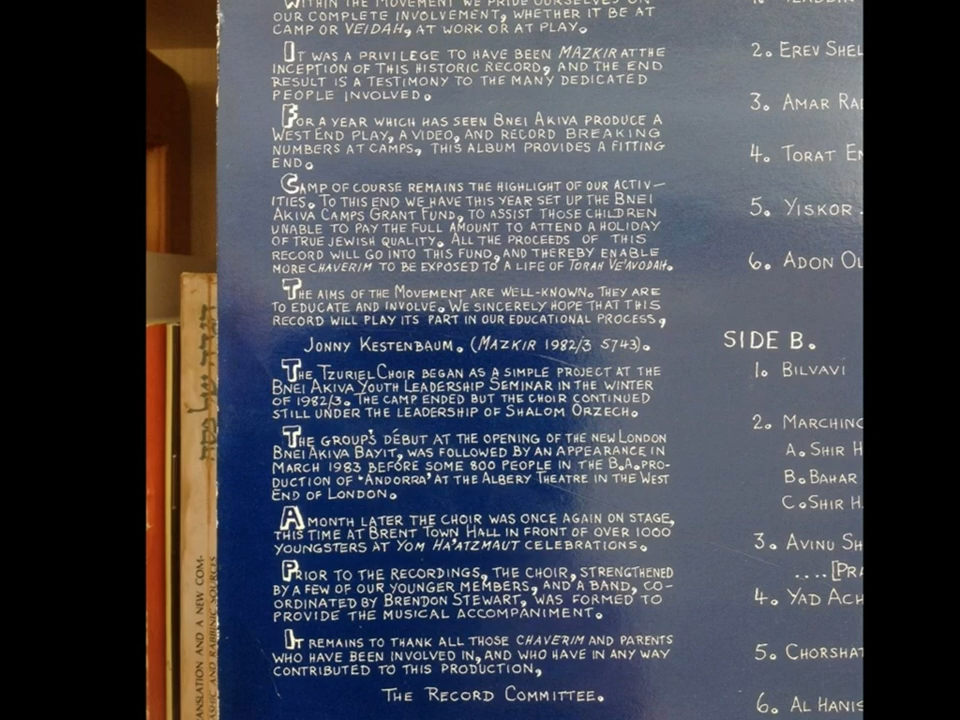 WITHIN THE MOVEMENT WE PRIDE OURSELVES ON
OUR COMPLETE INVOLVEMENT, WHETHER IT BE AT
CAMP OR VEIDAH, AT WORK OR AT PLAY.
IT WAS A PRIVILEGE TO HAVE BEEN MAZKIR AT THE
INCEPTION OF THIS HISTORIC RECORD, AND THE END
RESULT IS A TESTIMONY TO THE MANY DEDICATED
PEOPLE INVOLVED.
FOR A YEAR WHICH HAS SEEN BNEI AKIVA PRODUCE A
WEST END PLAY, A VIDEO, AND RECORD BREAKING
NUMBERS AT CAMPS, THIS ALBUM PROVIDES A FITTING
END.
CAMP OF COURSE REMAINS THE HIGHLIGHT OF OUR ACTIV-
ITIES. TO THIS END WE HAVE THIS YEAR SET UP THE BNEI
AKIVA CAMPS GRANT FUND, TO ASSIST THOSE CHILDREN
UNABLE TO PAY THE FULL AMOUNT TO ATTEND A HOLIDAY
OF TRUE JEWISH QUALITY. ALL THE PROCEEDS OF THIS
RECORD WILL GO INTO THIS FUND, AND THEREBY ENABLE
MORE CHAVERIM TO BE EXPOSED TO A LIFE OF TORAH VE'AVODAH.
THE AIMS OF THE MOVEMENT ARE WELL-KNOWN. THEY ARE
TO EDUCATE AND INVOLVE. WE SINCERELY HOPE THAT THIS
RECORD WILL PLAY ITS PART IN OUR EDUCATIONAL PROCESS,
JONNY KESTENBAUM. (MAZKIR 1982/3 5743).
THE TZURIEL CHOIR BEGAN AS A SIMPLE PROJECT AT THE
BNEI AKIVA YOUTH LEADERSHIP SEMINAR IN THE WINTER
OF 1982/3. THE CAMP ENDED BUT THE CHOIR CONTINUED
STILL UNDER THE LEADERSHIP OF SHALOM ORZECH.
THE GROUP'S DÉBUT AT THE OPENING OF THE NEW LONDON
BNEI AKIVA BAYIT, WAS FOLLOWED BY AN APPEARANCE IN
MARCH 1983 BEFORE SOME 800 PEOPLE IN THE B.A. PRO-
DUCTION OF 'ANDORRA' AT THE ALBERY THEATRE IN THE WEST
END OF LONDON.
A MONTH LATER THE CHOIR WAS ONCE AGAIN ON STAGE,
THIS TIME AT BRENT TOWN HALL IN FRONT OF OVER 1000
YOUNGSTERS AT YOM HA'ATZMAUT CELEBRATIONS.
PRIOR TO THE RECORDINGS, THE CHOIR, STRENGTHENED
BY A FEW OF OUR YOUNGER MEMBERS, AND A BAND, CO-
ORDINATED BY BRENDON STEWART, WAS FORMED TO
PROVIDE THE MUSICAL ACCOMPANIMENT.
IT REMAINS TO THANK ALL THOSE CHAVERIM AND PARENTS
WHO HAVE BEEN INVOLVED IN, AND WHO HAVE IN ANY WAY
CONTRIBUTED TO THIS PRODUCTION,
THE RECORD COMMITTEE.
2. EREV SHEL
3. AMAR RA
4. TORAT E
5. YISKOR
6. ADON OL
SIDE B.
1. BILVAVI
2. MARCHING
A. SHIR H
B. BAHAR
C. SHIR H
3. AVINU SH
....[PRA
4. YAD ACH
5. CHORSHAT
6. AL HANIS
ANSLATION AND A NEW COM-
ASHIC AND RABBINIC SOURCES